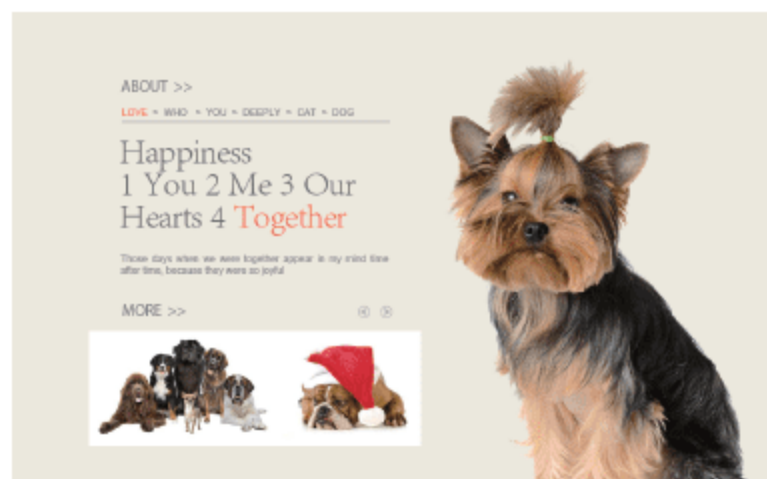 ABOUT >>
LOVE - WHO - YOU - DEEPLY - CAT - DOG
Happiness
1 You 2 Me 3 Our
Hearts 4 Together
Those days when we were together appear in my mind time
after time, because they were so joyful
MORE >>